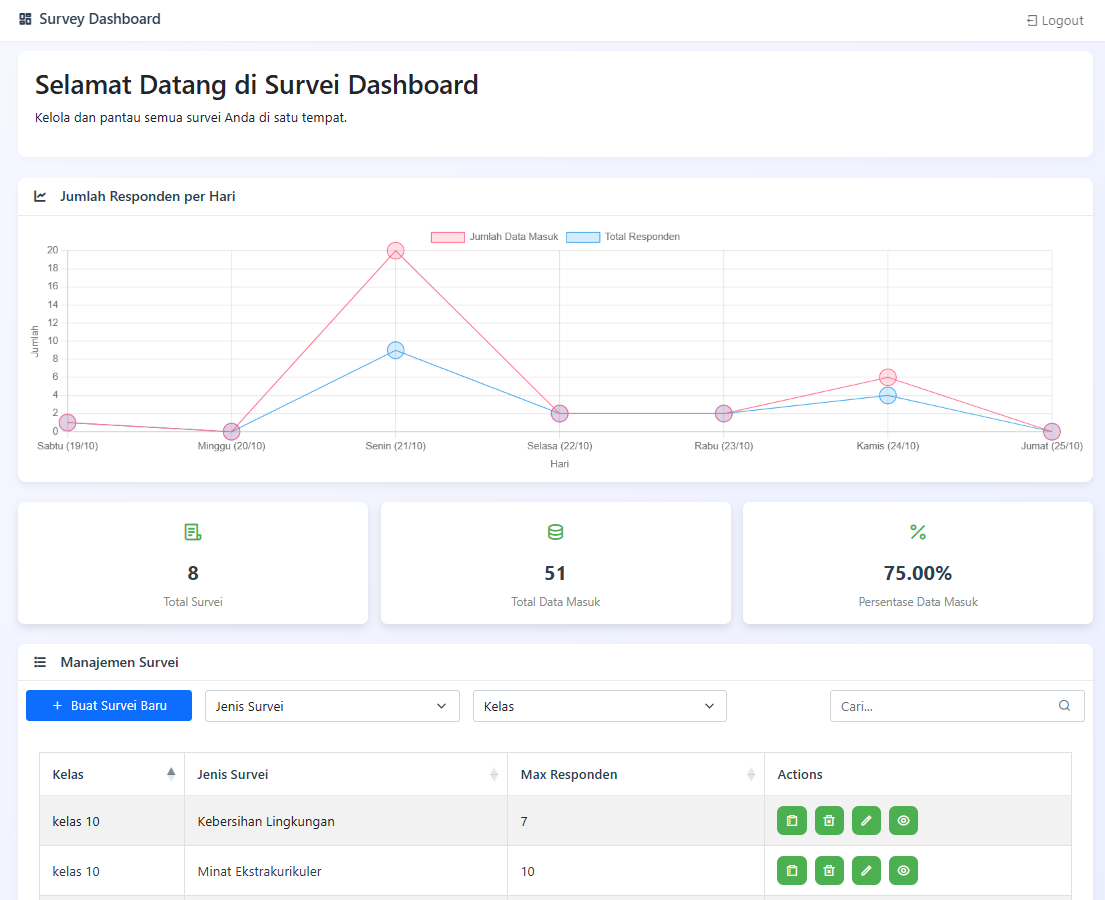 Survey Dashboard
Logout
Selamat Datang di Survei Dashboard
Kelola dan pantau semua survei Anda di satu tempat.
Jumlah Responden per Hari
Jumlah Data Masuk Total Responden
20
18
16
14
12
10
8
6
4
2
0
Jumlah
Sabtu (19/10) Minggu (20/10) Senin (21/10) Selasa (22/10) Rabu (23/10) Kamis (24/10) Jumat (25/10)
Hari
8
Total Survei
51
Total Data Masuk
75.00%
Persentase Data Masuk
Manajemen Survei
+ Buat Survei Baru
Jenis Survei
Kelas
Cari...
Kelas Jenis Survei Max Responden Actions
kelas 10 Kebersihan Lingkungan 7
kelas 10 Minat Ekstrakurikuler 10